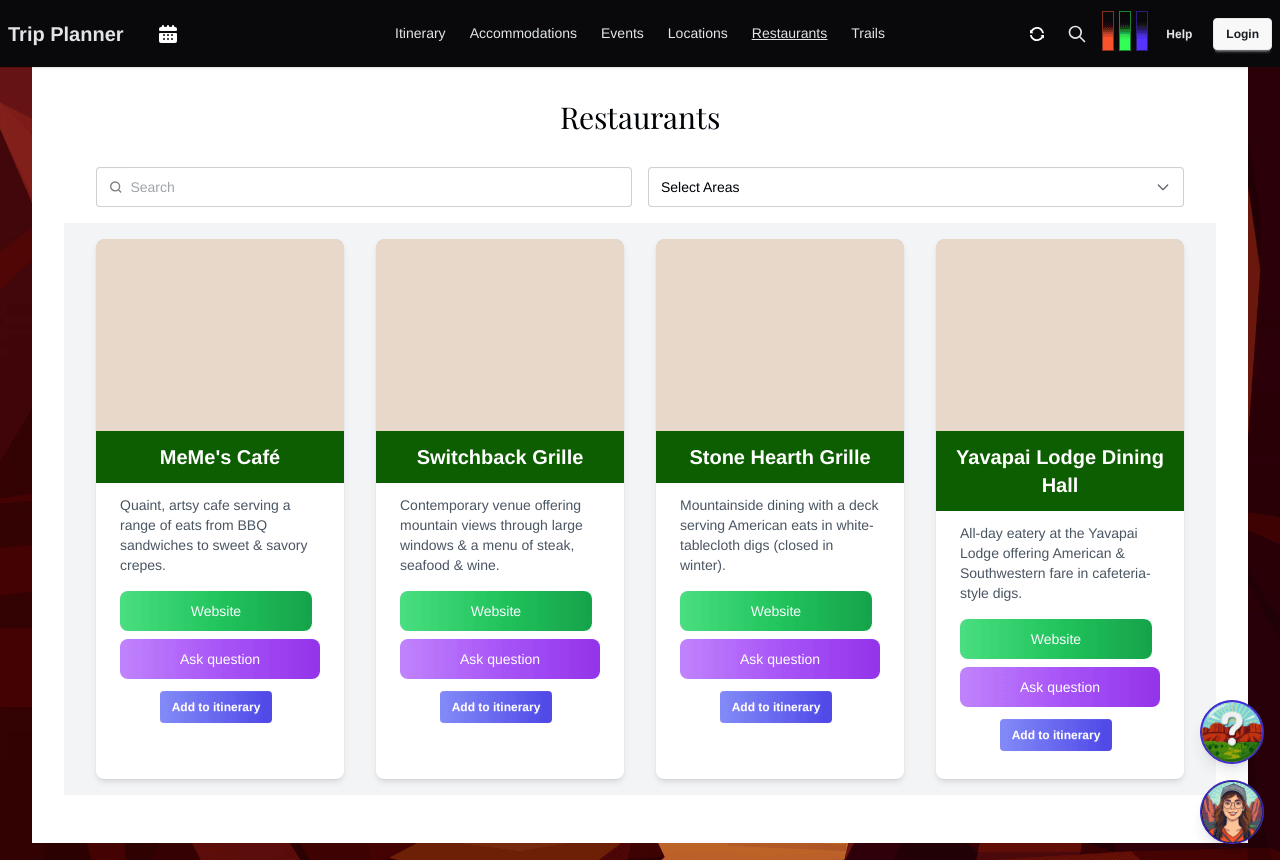 Trip Planner
Itinerary
Accommodations
Events
Locations
Restaurants
Trails
Help
Login
Restaurants
Search
Select Areas
MeMe's Café
Quaint, artsy cafe serving a
range of eats from BBQ
sandwiches to sweet & savory
crepes.
Website
Ask question
Add to itinerary
Switchback Grille
Contemporary venue offering
mountain views through large
windows & a menu of steak,
seafood & wine.
Website
Ask question
Add to itinerary
Stone Hearth Grille
Mountainside dining with a deck
serving American eats in white-
tablecloth digs (closed in
winter).
Website
Ask question
Add to itinerary
Yavapai Lodge Dining
Hall
All-day eatery at the Yavapai
Lodge offering American &
Southwestern fare in cafeteria-
style digs.
Website
Ask question
Add to itinerary
?